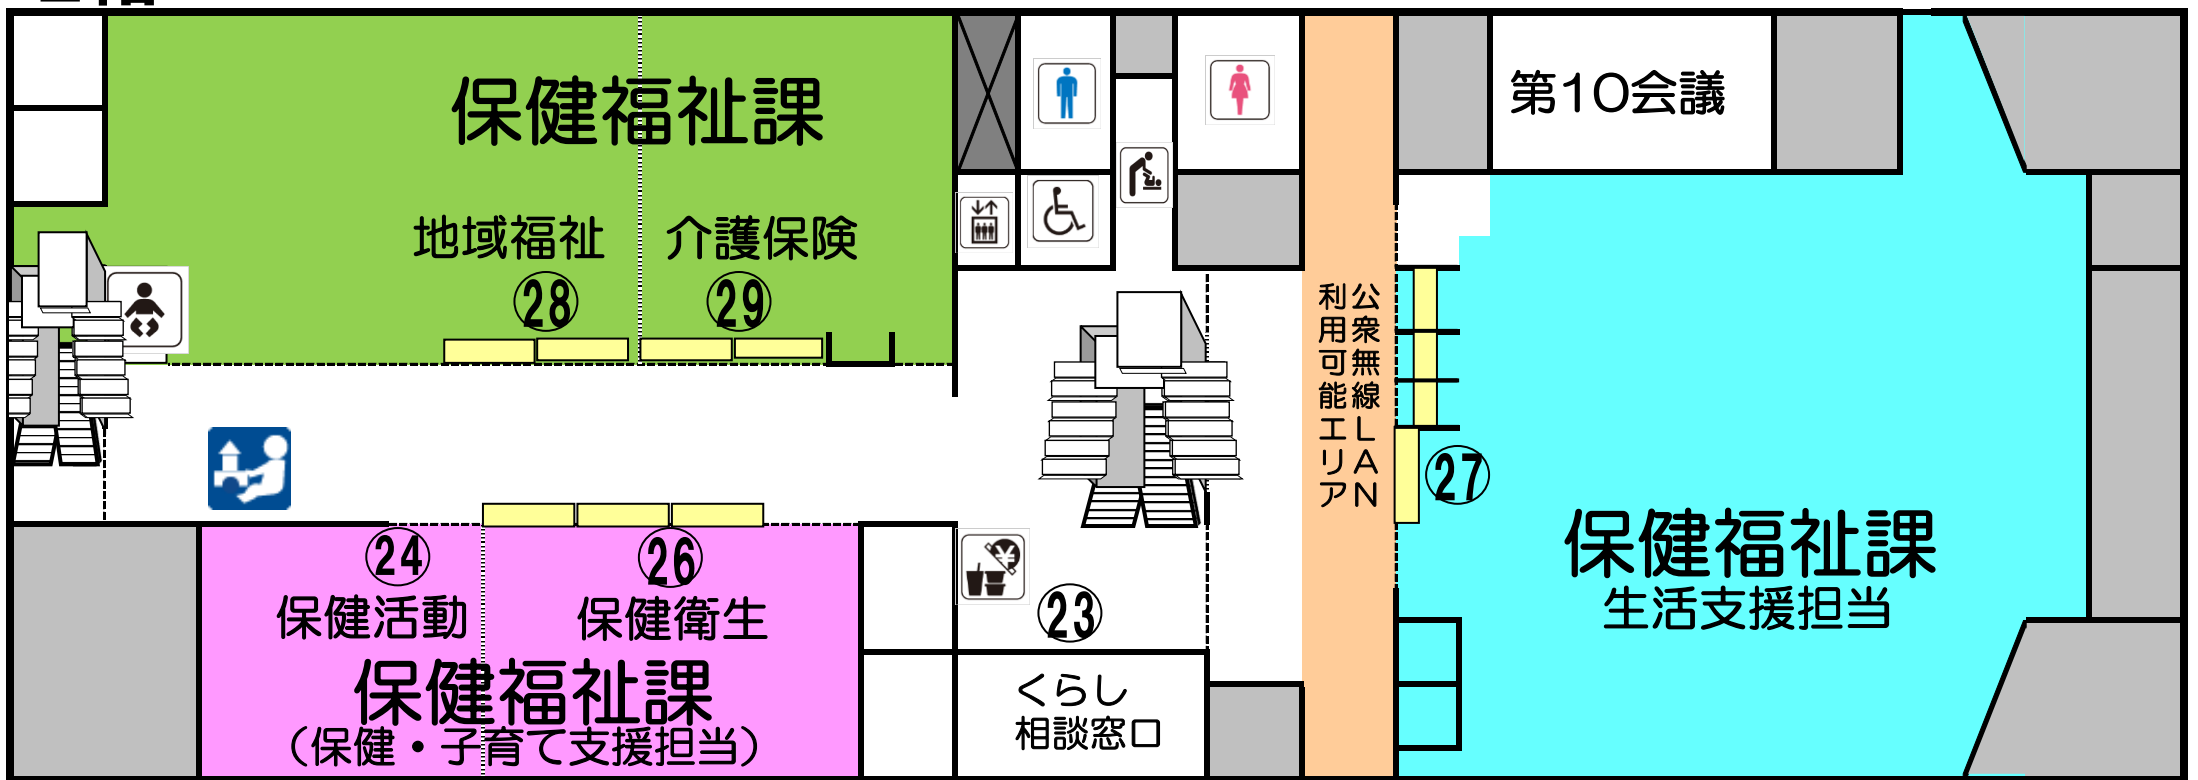 保健福祉課
地域福祉
介護保険
㉘
㉙
第10会議
公衆無線LAN
利用可能エリア
㉗
保健福祉課
生活支援担当
㉔
保健活動
㉖
保健衛生
保健福祉課
（保健・子育て支援担当）
㉓
くらし
相談窓口